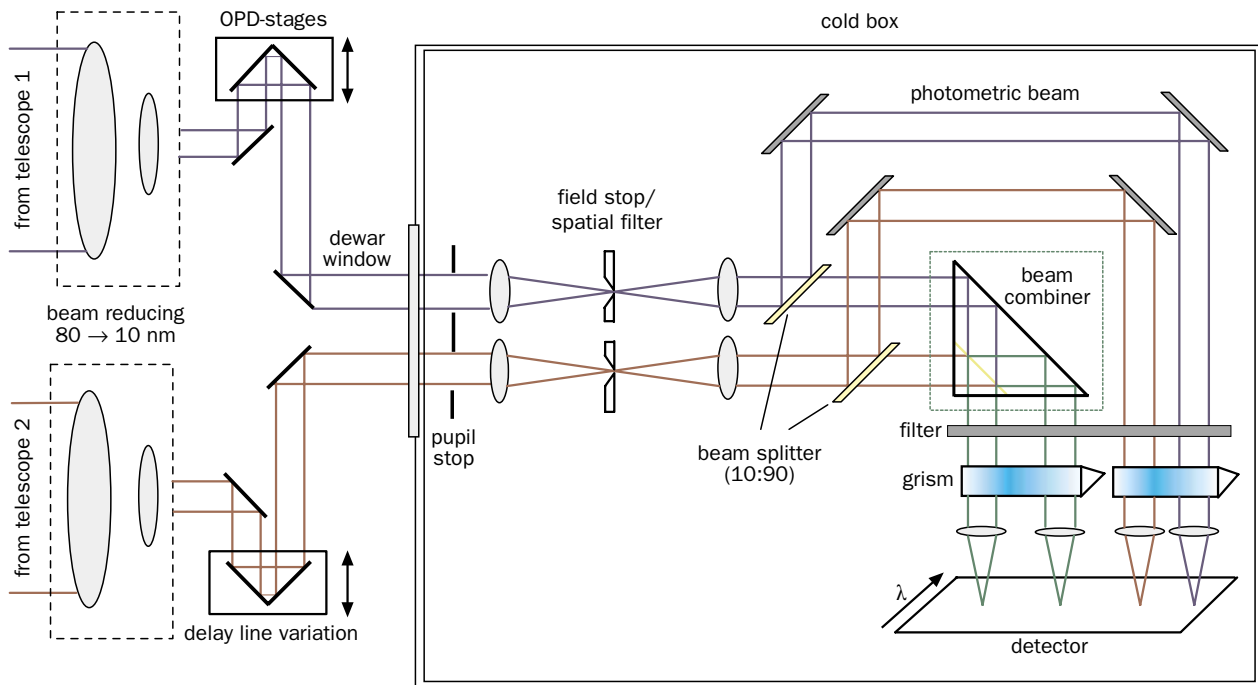 OPD-stages
cold box
from telescope 1
photometric beam
field stop/
spatial filter
dewar
window
beam
combiner
beam reducing
80 → 10 nm
from telescope 2
pupil
stop
beam splitter
(10:90)
filter
grism
λ
delay line variation
detector